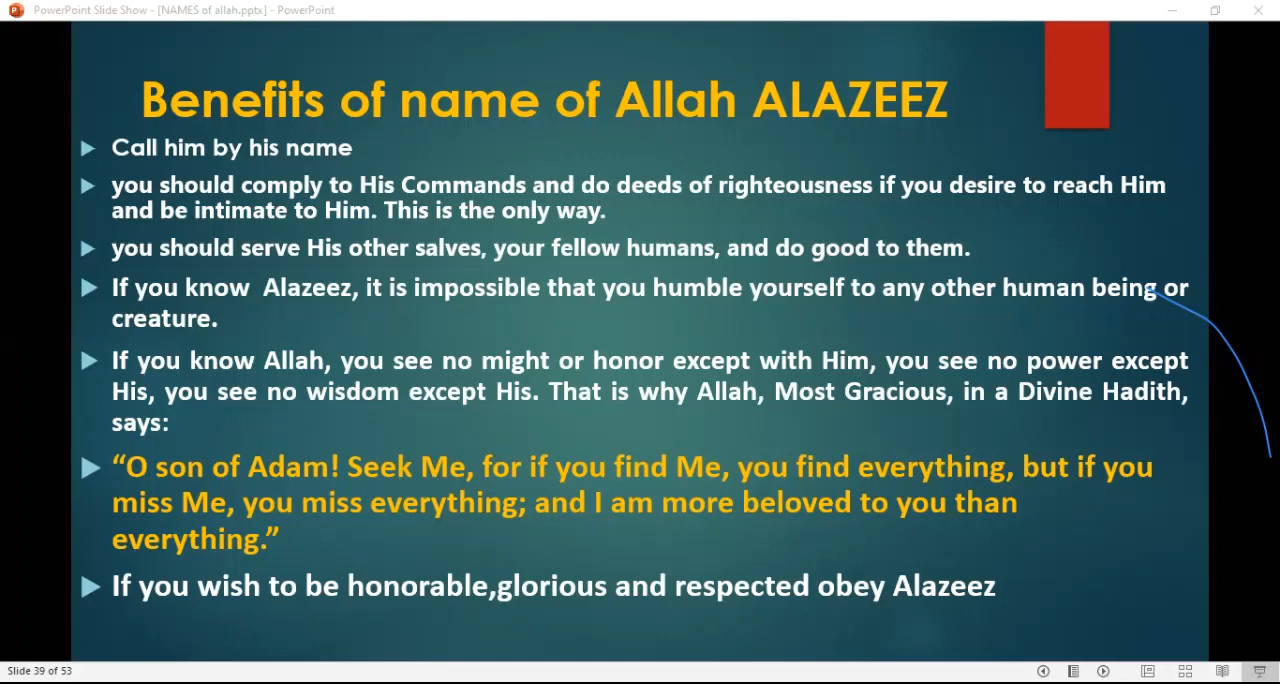 PowerPoint Slide Show - [NAMES of allah.pptx] - PowerPoint
Benefits of name of Allah ALAZEEZ
Call him by his name
you should comply to His Commands and do deeds of righteousness if you desire to reach Him
and be intimate to Him. This is the only way.
you should serve His other salves, your fellow humans, and do good to them.
If you know Alazeez, it is impossible that you humble yourself to any other human being or
creature.
If you know Allah, you see no might or honor except with Him, you see no power except
His, you see no wisdom except His. That is why Allah, Most Gracious, in a Divine Hadith,
says:
“O son of Adam! Seek Me, for if you find Me, you find everything, but if you
miss Me, you miss everything; and I am more beloved to you than
everything.”
If you wish to be honorable,glorious and respected obey Alazeez
Slide 39 of 53